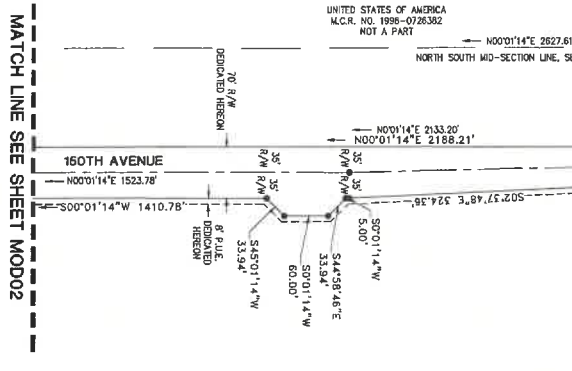 UNITED STATES OF AMERICA
M.C.R. NO. 1996-0726382
NOT A PART
N00°01'14"E 2627.61
NORTH SOUTH MID-SECTION LINE,
70' R/W
DEDICATED HEREON
N00°01'14"E 2133.20'
N00°01'14"E 2188.21'
35'
R/W
35'
R/W
160TH AVENUE
35'
R/W
35'
R/W
N00°01'14"E 1523.78'
S02°37'48"E 324.36'
S00°01'14"W 1410.78'
8' P.U.E.
DEDICATED
HEREON
S45°01'14"W
33.94'
S0°01'14"W
60.00'
S44°58'46"E
33.94'
S0°01'14"W
5.00'
MATCH LINE SEE SHEET MOD02